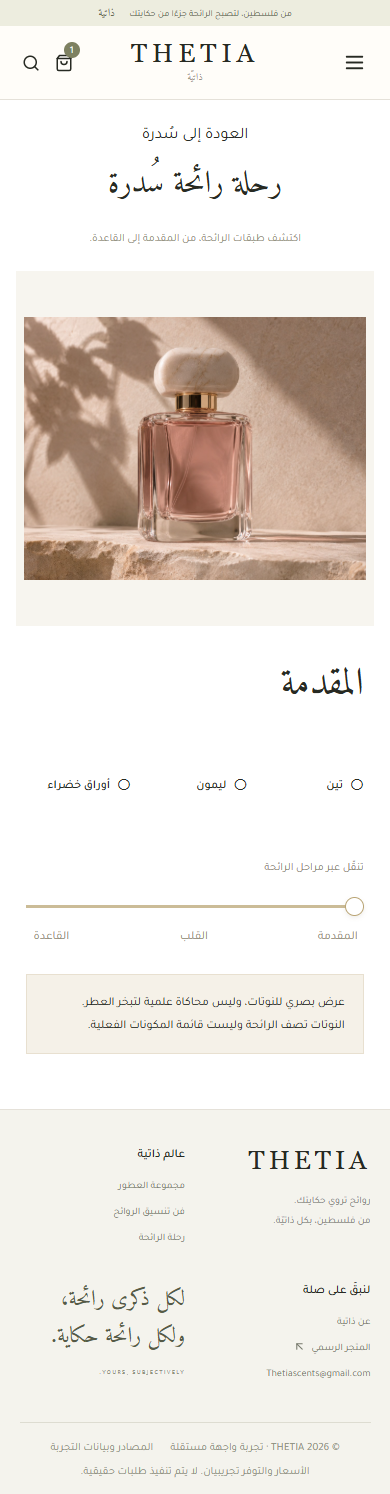 من فلسطين، لتصبح الرائحة جزءًا من حكايتك ذاتيّة
THETIA
ذاتيّة
1
العودة إلى سُدرة
رحلة رائحة سُدرة
اكتشف طبقات الرائحة، من المقدمة إلى القاعدة.
المقدمة
تين
ليمون
أوراق خضراء
تنقّل عبر مراحل الرائحة
المقدمة
القلب
القاعدة
عرض بصري للنوتات، وليس محاكاة علمية لتبخر العطر.
النوتات تصف الرائحة وليست قائمة المكونات الفعلية.
THETIA
روائح تروي حكايتك.
من فلسطين، بكل ذاتيّة.
عالم ذاتية
مجموعة العطور
فن تنسيق الروائح
رحلة الرائحة
لنبقَ على صلة
عن ذاتية
المتجر الرسمي
Thetiascents@gmail.com
لكل ذكرى رائحة،
ولكل رائحة حكاية.
YOURS, SUBJECTIVELY.
© 2026 THETIA · تجربة واجهة مستقلة المصادر وبيانات التجربة
الأسعار والتوفر تجريبيان. لا يتم تنفيذ طلبات حقيقية.